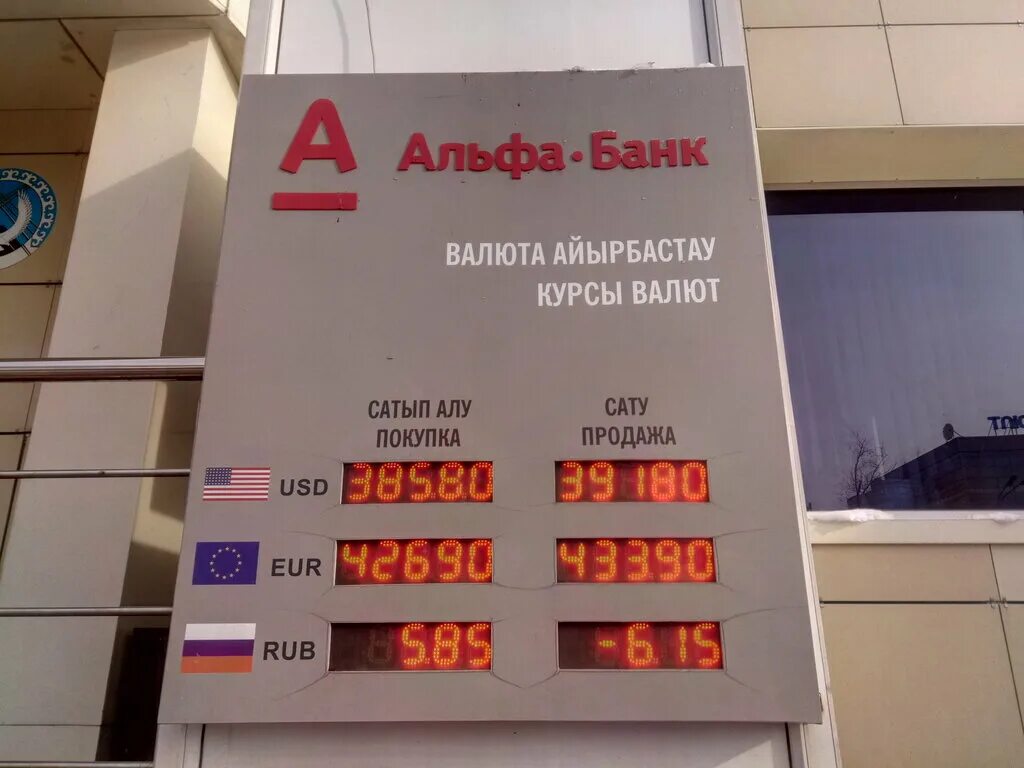 А
Альфа·Банк
ВАЛЮТА АЙЫРБАСТАУ
КУРСЫ ВАЛЮТ
САТЫП АЛУ САТУ
ПОКУПКА ПРОДАЖА
USD 385.80 391.80
EUR 426.90 433.90
RUB 5.85 -6.15